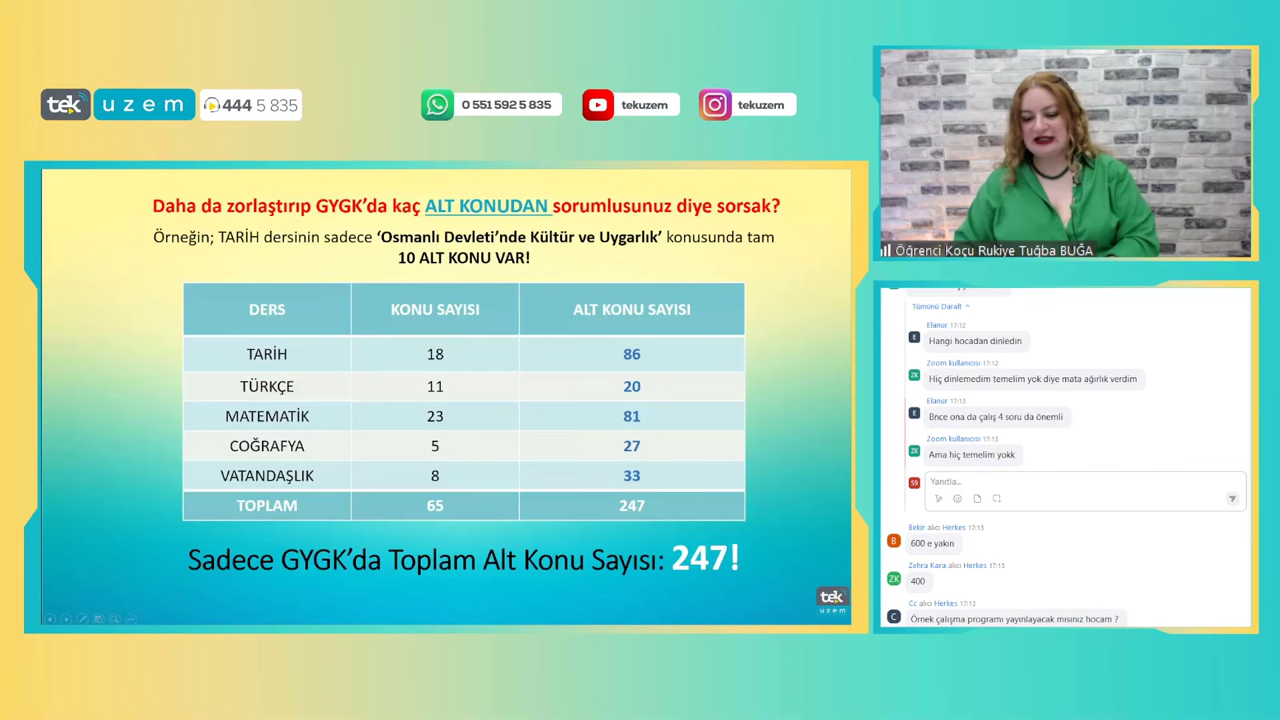 tek uzem 444 5 835
0 551 592 5 835
tekuzem
tekuzem
Daha da zorlaştırıp GYGK’da kaç ALT KONUDAN sorumlusunuz diye sorsak?
Örneğin; TARİH dersinin sadece ‘Osmanlı Devleti’nde Kültür ve Uygarlık’ konusunda tam
10 ALT KONU VAR!
DERS KONU SAYISI ALT KONU SAYISI
TARİH 18 86
TÜRKÇE 11 20
MATEMATİK 23 81
COĞRAFYA 5 27
VATANDAŞLIK 8 33
TOPLAM 65 247
Sadece GYGK’da Toplam Alt Konu Sayısı: 247!
tek
uzem
Öğrenci Koçu Rukiye Tuğba BUĞA
Tümünü Daralt
Elanur 17:12
E Hangi hocadan dinledin
Zoom kullanıcısı 17:12
ZK Hiç dinlemedim temelim yok diye mata ağırlık verdim
Elanur 17:13
E Bnce ona da çalış 4 soru da önemli
Zoom kullanıcısı 17:13
ZK Ama hiç temelim yokk
S9 Yanıtla...
Bekir alıcı Herkes 17:13
B 600 e yakın
Zehra Kara alıcı Herkes 17:13
ZK 400
Cc alıcı Herkes 17:13
C Örnek çalışma programı yayınlayacak mısınız hocam ?